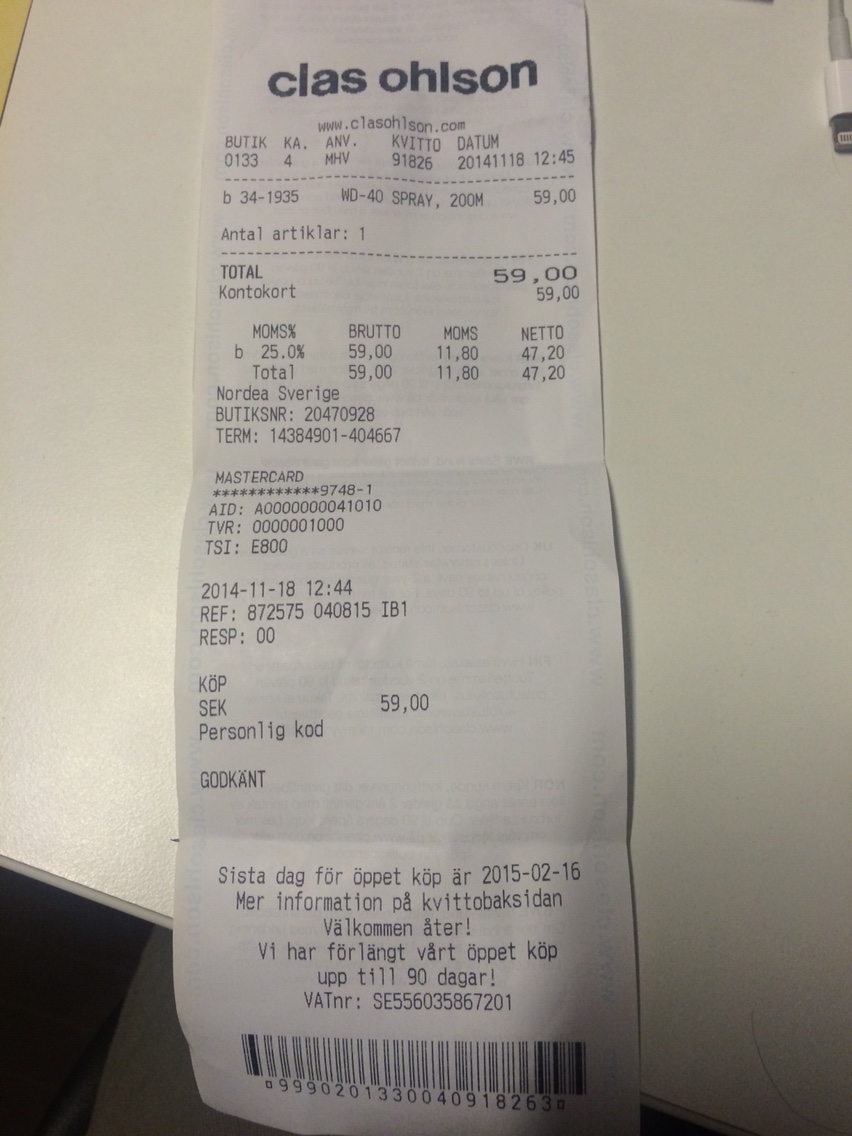 clas ohlson
www.clasohlson.com
BUTIK KA. ANV. KVITTO DATUM
0133 4 MHV 91826 20141118 12:45
b 34-1935 WD-40 SPRAY, 200M 59,00
Antal artiklar: 1
TOTAL 59,00
Kontokort 59,00
MOMS% BRUTTO MOMS NETTO
b 25.0% 59,00 11,80 47,20
Total 59,00 11,80 47,20
Nordea Sverige
BUTIKSNR: 20470928
TERM: 14384901-404667
MASTERCARD
************9748-1
AID: A0000000041010
TVR: 0000001000
TSI: E800
2014-11-18 12:44
REF: 872575 040815 IB1
RESP: 00
KÖP
SEK 59,00
Personlig kod
GODKÄNT
Sista dag för öppet köp är 2015-02-16
Mer information på kvittobaksidan
Välkommen åter!
Vi har förlängt vårt öppet köp
upp till 90 dagar!
VATnr: SE556035867201
9990201330040918263